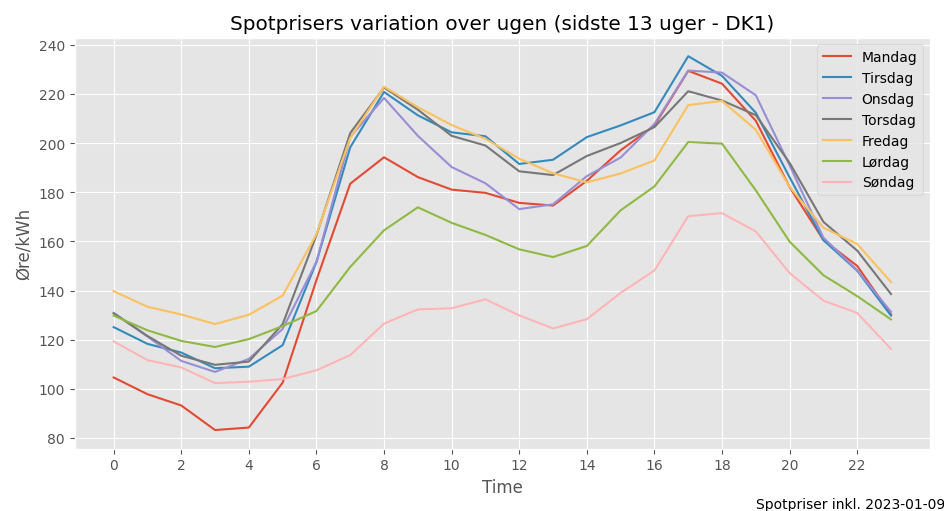 Spotprisers variation over ugen (sidste 13 uger - DK1)
240
220
200
180
160
140
120
100
80
Øre/kWh
Mandag
Tirsdag
Onsdag
Torsdag
Fredag
Lørdag
Søndag
0 2 4 6 8 10 12 14 16 18 20 22
Time
Spotpriser inkl. 2023-01-09